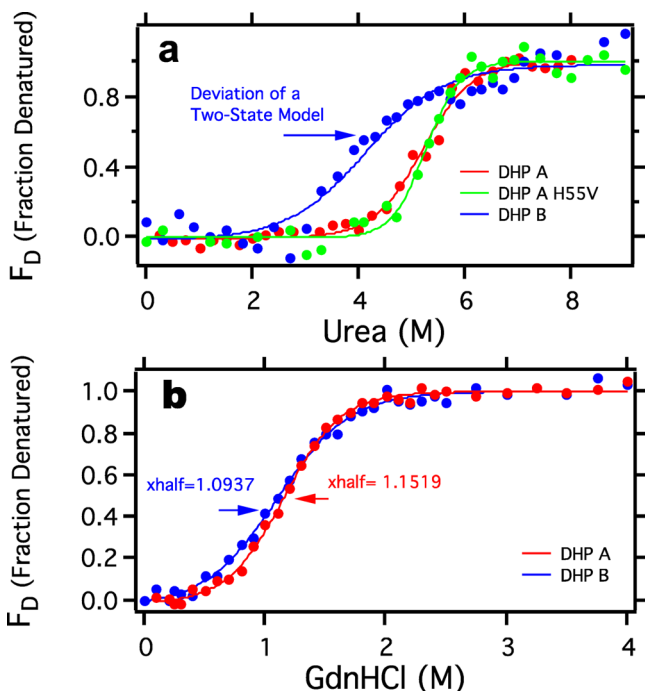 a
Deviation of a
Two-State Model
DHP A
DHP A H55V
DHP B
0.8
0.4
0.0
F_D (Fraction Denatured)
0 2 4 6 8
Urea (M)
b
xhalf=1.0937
xhalf= 1.1519
DHP A
DHP B
1.0
0.8
0.6
0.4
0.2
0.0
F_D (Fraction Denatured)
0 1 2 3 4
GdnHCl (M)